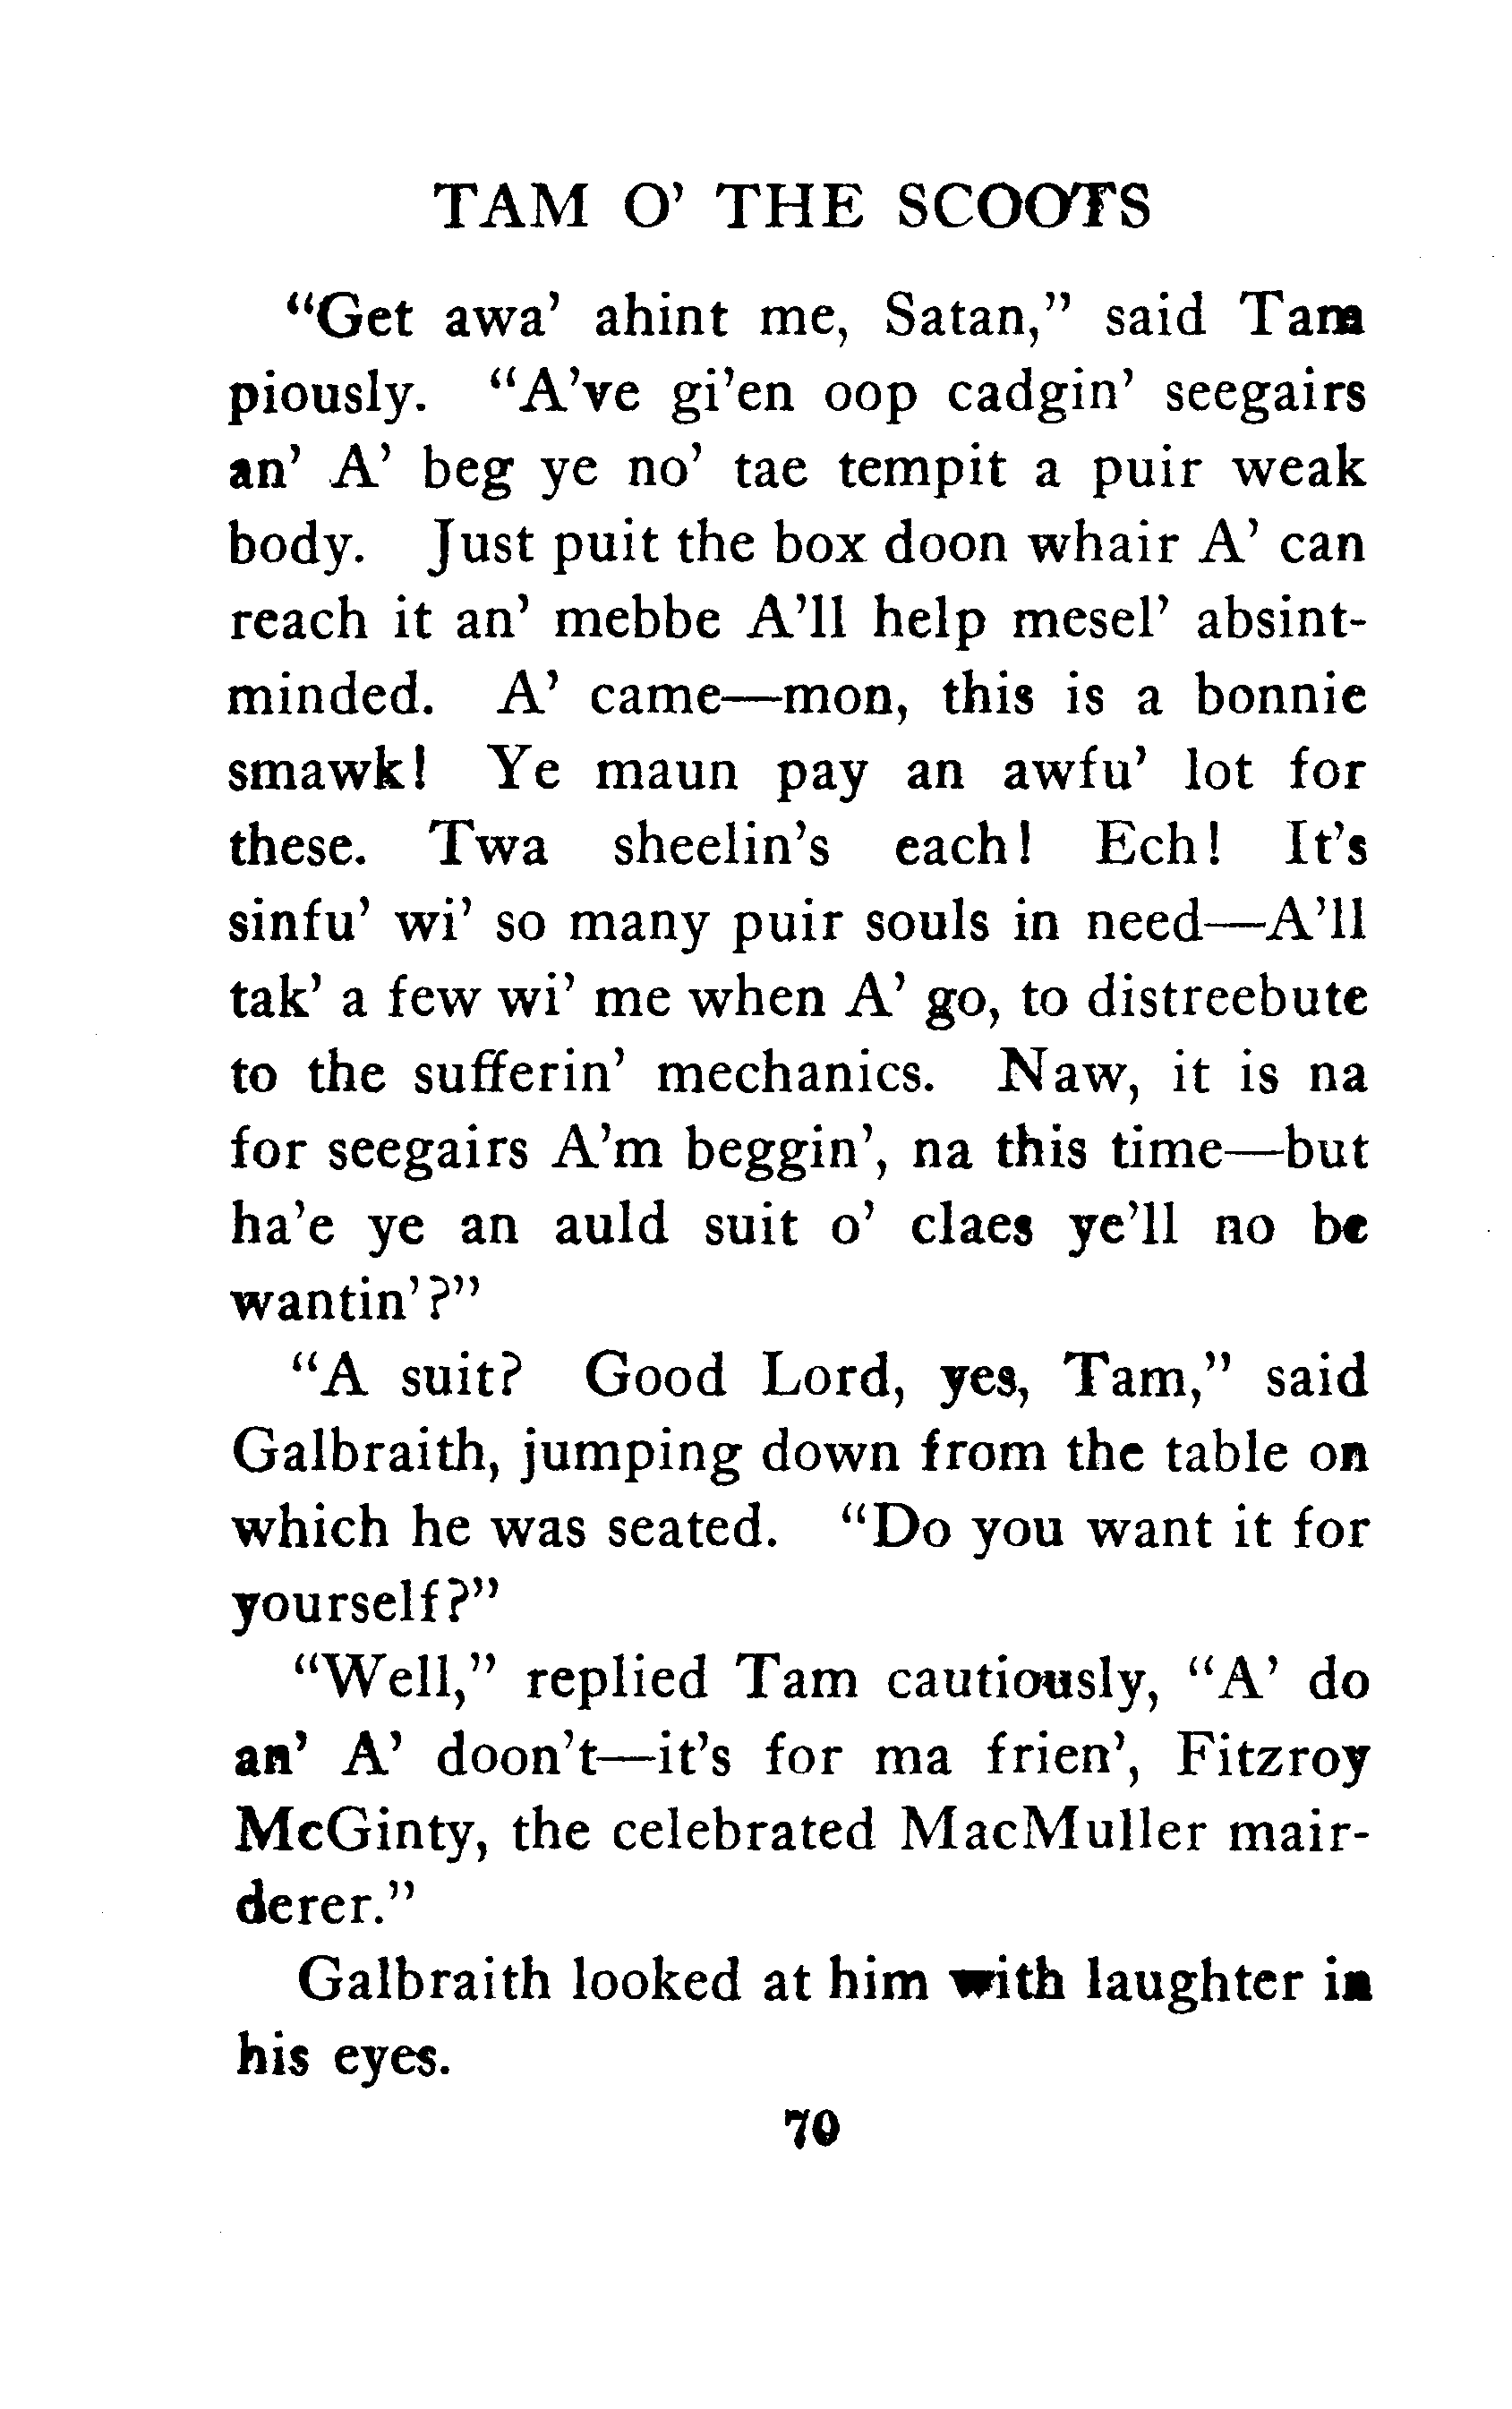 TAM O' THE SCOOTS
"Get awa' ahint me, Satan," said Tam
piously. "A've gi'en oop cadgin' seegairs
an' A' beg ye no' tae tempit a puir weak
body. Just puit the box doon whair A' can
reach it an' mebbe A'll help mesel' absint-
minded. A' came—mon, this is a bonnie
smawk! Ye maun pay an awfu' lot for
these. Twa sheelin's each! Ech! It's
sinfu' wi' so many puir souls in need—A'll
tak' a few wi' me when A' go, to distreebute
to the sufferin' mechanics. Naw, it is na
for seegairs A'm beggin', na this time—but
ha'e ye an auld suit o' claes ye'll no be
wantin'?"
"A suit? Good Lord, yes, Tam," said
Galbraith, jumping down from the table on
which he was seated. "Do you want it for
yourself?"
"Well," replied Tam cautiously, "A' do
an' A' doon't—it's for ma frien', Fitzroy
McGinty, the celebrated MacMuller mair-
derer."
Galbraith looked at him with laughter in
his eyes.
70